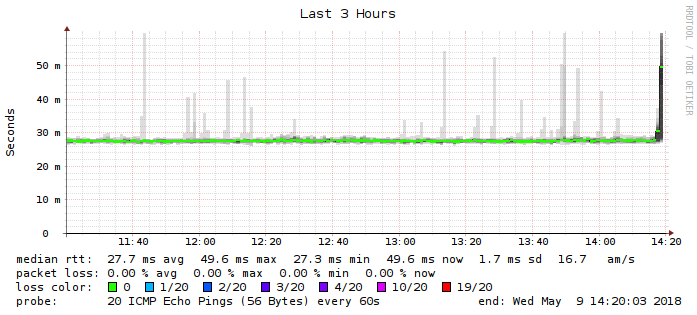 Last 3 Hours
RRDTOOL / TOBI OETIKER
Seconds
50 m
40 m
30 m
20 m
10 m
0
11:40 12:00 12:20 12:40 13:00 13:20 13:40 14:00 14:20
median rtt: 27.7 ms avg 49.6 ms max 27.3 ms min 49.6 ms now 1.7 ms sd 16.7 am/s
packet loss: 0.00 % avg 0.00 % max 0.00 % min 0.00 % now
loss color: 0 1/20 2/20 3/20 4/20 10/20 19/20
probe: 20 ICMP Echo Pings (56 Bytes) every 60s end: Wed May 9 14:20:03 2018